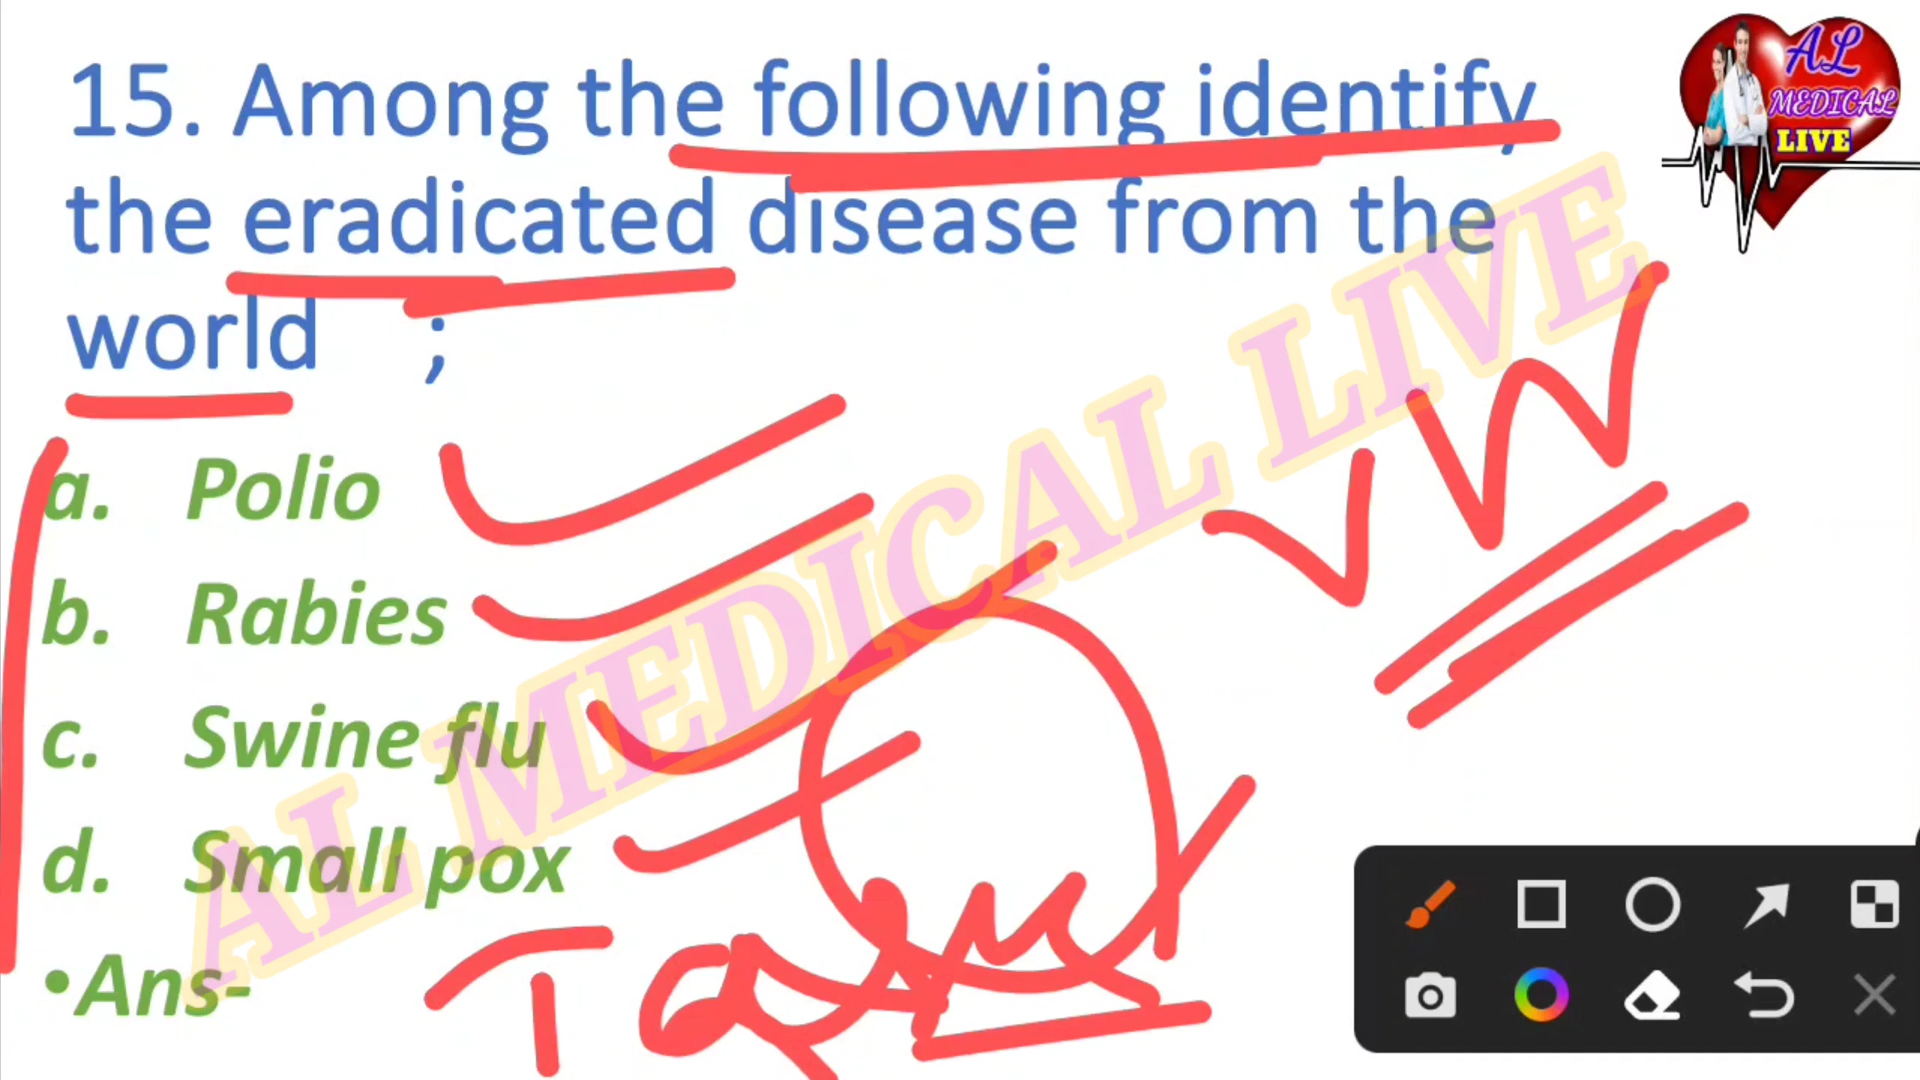 15. Among the following identify
the eradicated disease from the
world ;
a. Polio
b. Rabies
c. Swine flu
d. Small pox
•Ans-
AL MEDICAL LIVE
AL
MEDICAL
LIVE